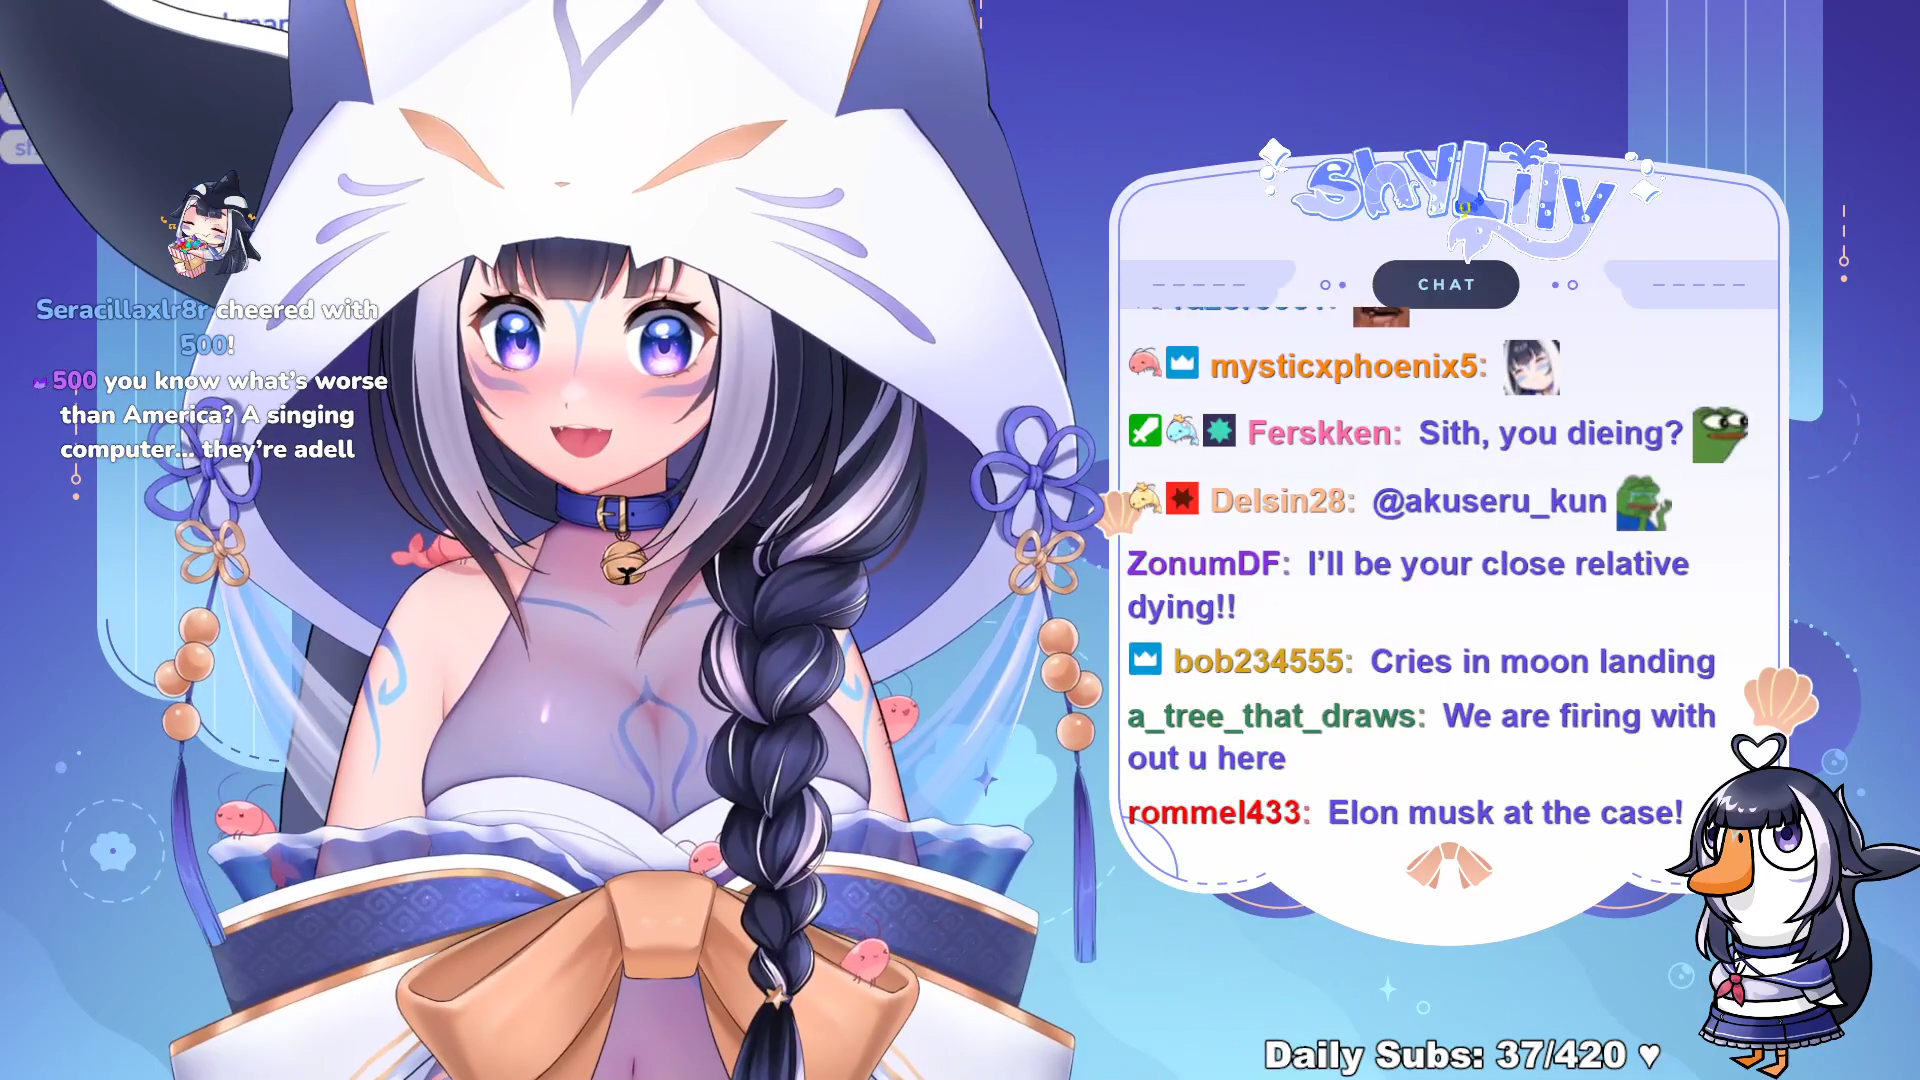 Seracillaxlr8r cheered with
500!
500 you know what's worse
than America? A singing
computer... they're adell
shyLily
CHAT
mysticxphoenix5:
Ferskken: Sith, you dieing?
Delsin28: @akuseru_kun
ZonumDF: I'll be your close relative
dying!!
bob234555: Cries in moon landing
a_tree_that_draws: We are firing with
out u here
rommel433: Elon musk at the case!
Daily Subs: 37/420 ♥